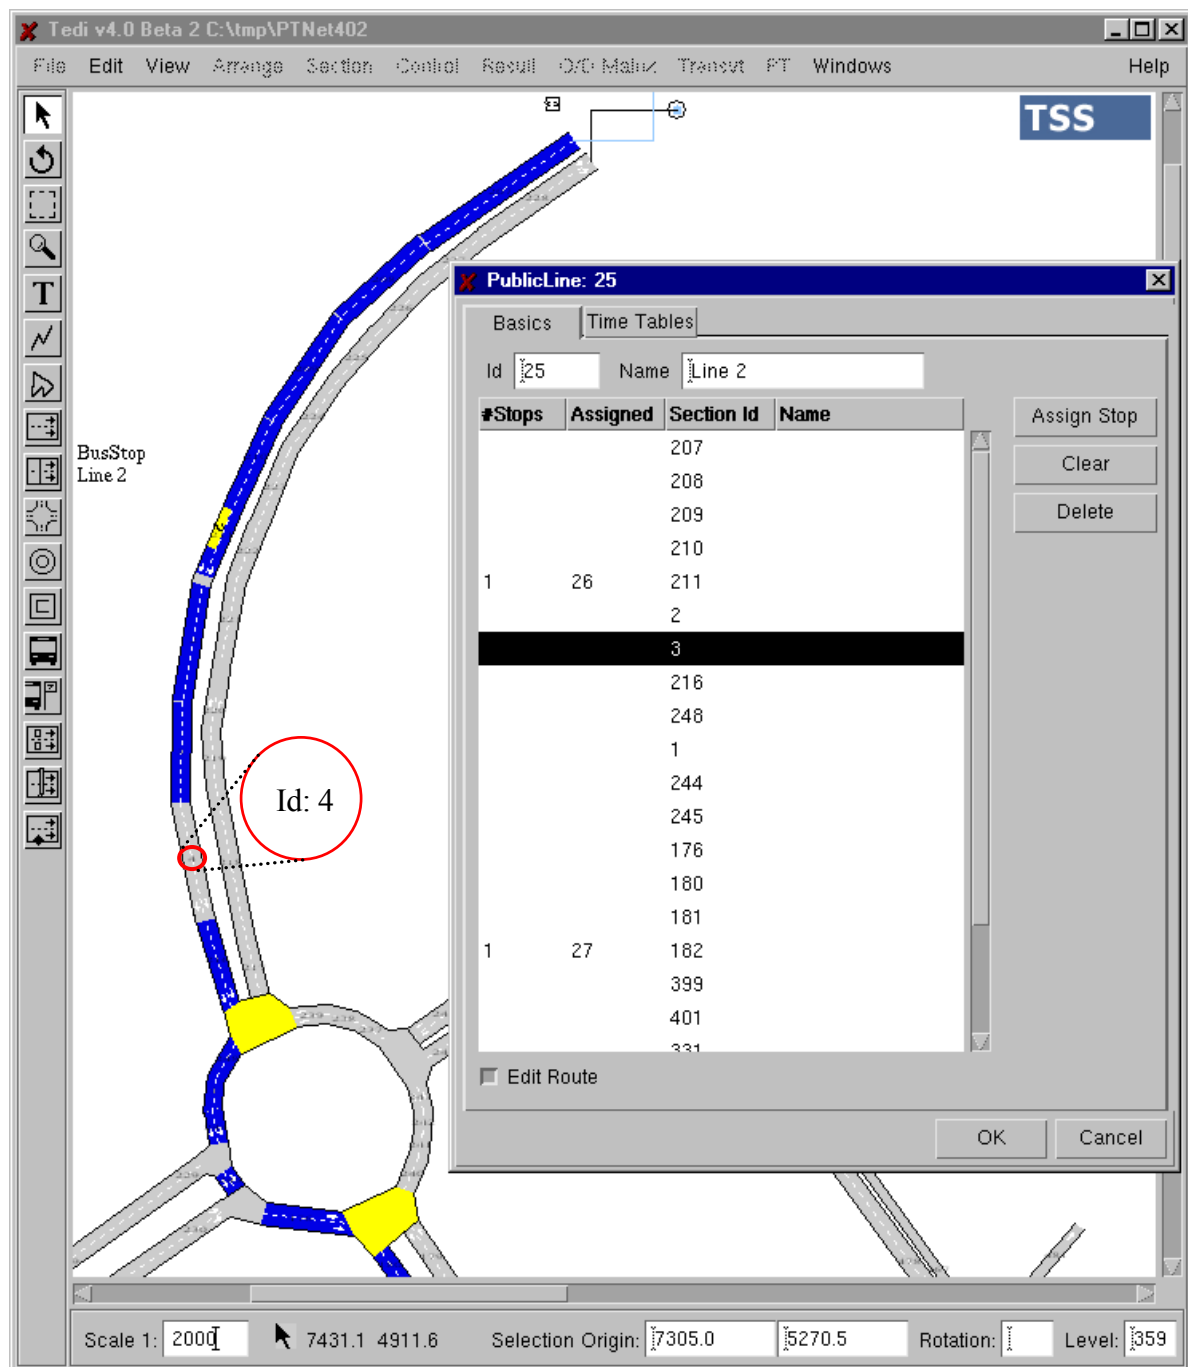 Tedi v4.0 Beta 2 C:\tmp\PTNet402
File Edit View Arrange Section Control Result O/D Matrix Transyt PT Windows Help
TSS
T
PublicLine: 25
Basics Time Tables
Id 25 Name Line 2
#Stops Assigned Section Id Name
Assign Stop
Clear
Delete
207
208
209
210
1 26 211
2
3
216
248
1
244
245
176
180
181
1 27 182
399
401
331
Edit Route
OK Cancel
BusStop
Line 2
Id: 4
Scale 1: 2000 7431.1 4911.6 Selection Origin: 7305.0 5270.5 Rotation: Level: 359